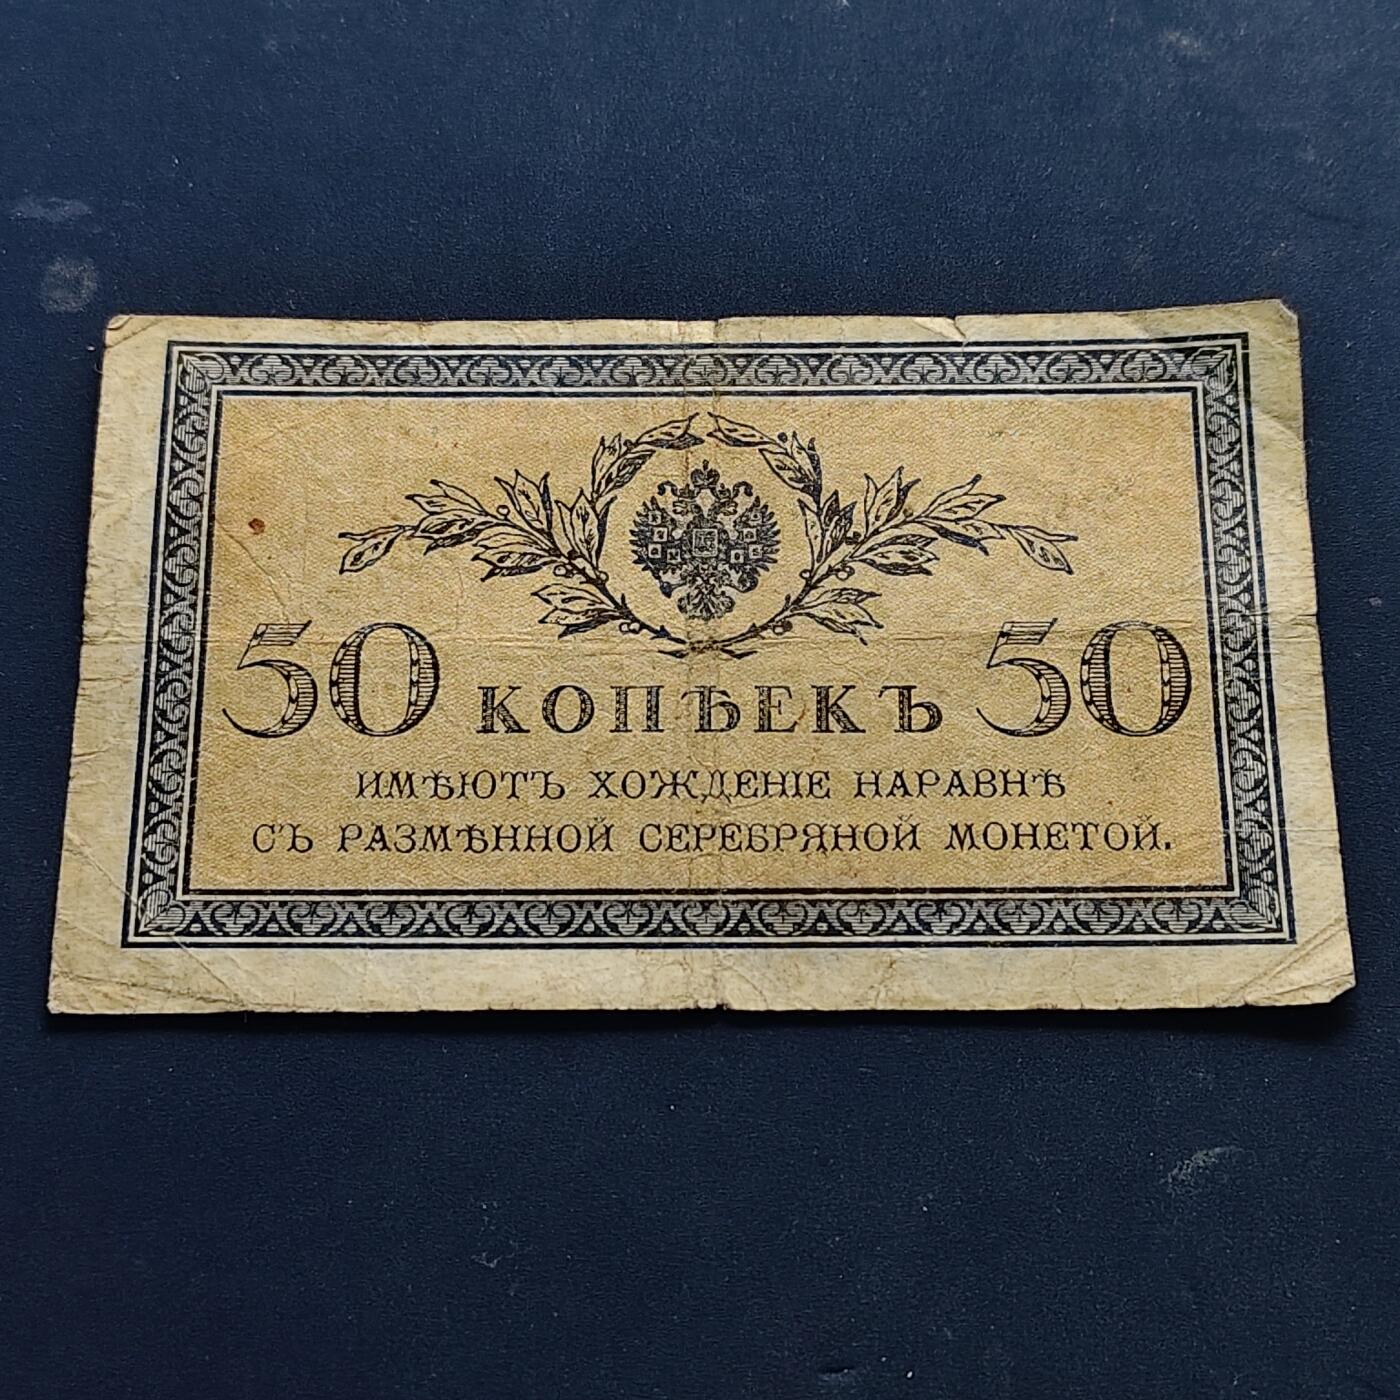 50 КОПѢЕКЪ 50
ИМѢЮТЪ ХОЖДЕНІЕ НАРАВНѢ
СЪ РАЗМѢННОЙ СЕРЕБРЯНОЙ МОНЕТОЙ.